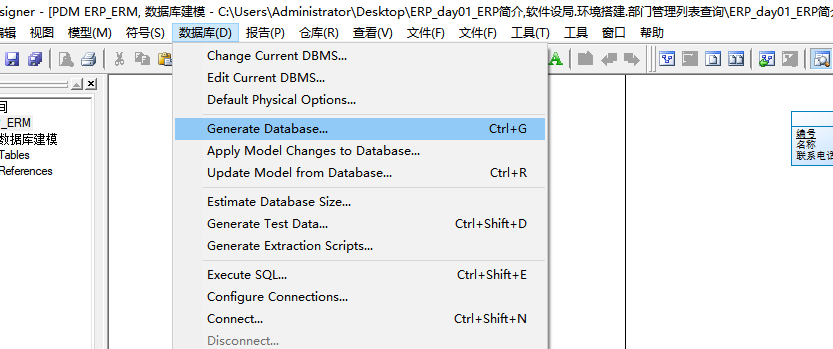 signer - [PDM ERP_ERM, 数据库建模 - C:\Users\Administrator\Desktop\ERP_day01_ERP简介,软件设局.环境搭建.部门管理列表查询\ERP_day01_ERP简介
编辑 视图 模型(M) 符号(S) 数据库(D) 报告(P) 仓库(R) 查看(V) 文件(F) 文件(F) 工具(T) 工具 窗口 帮助
Change Current DBMS...
Edit Current DBMS...
Default Physical Options...
间
Generate Database... Ctrl+G
P_ERM
编号
数据库建模
名称
Apply Model Changes to Database...
Tables
联系电话
References
Update Model from Database... Ctrl+R
Estimate Database Size...
Generate Test Data... Ctrl+Shift+D
Generate Extraction Scripts...
Execute SQL... Ctrl+Shift+E
Configure Connections...
Connect... Ctrl+Shift+N
Disconnect...